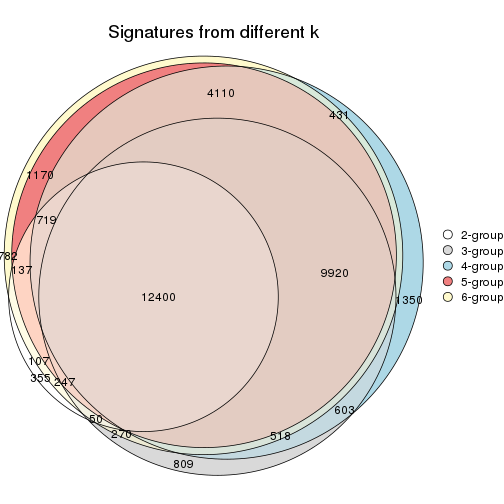 Signatures from different k
4110
431
1170
719
782
137
9920
12400
1350
107
355
247
50
270
603
518
809
2-group
3-group
4-group
5-group
6-group